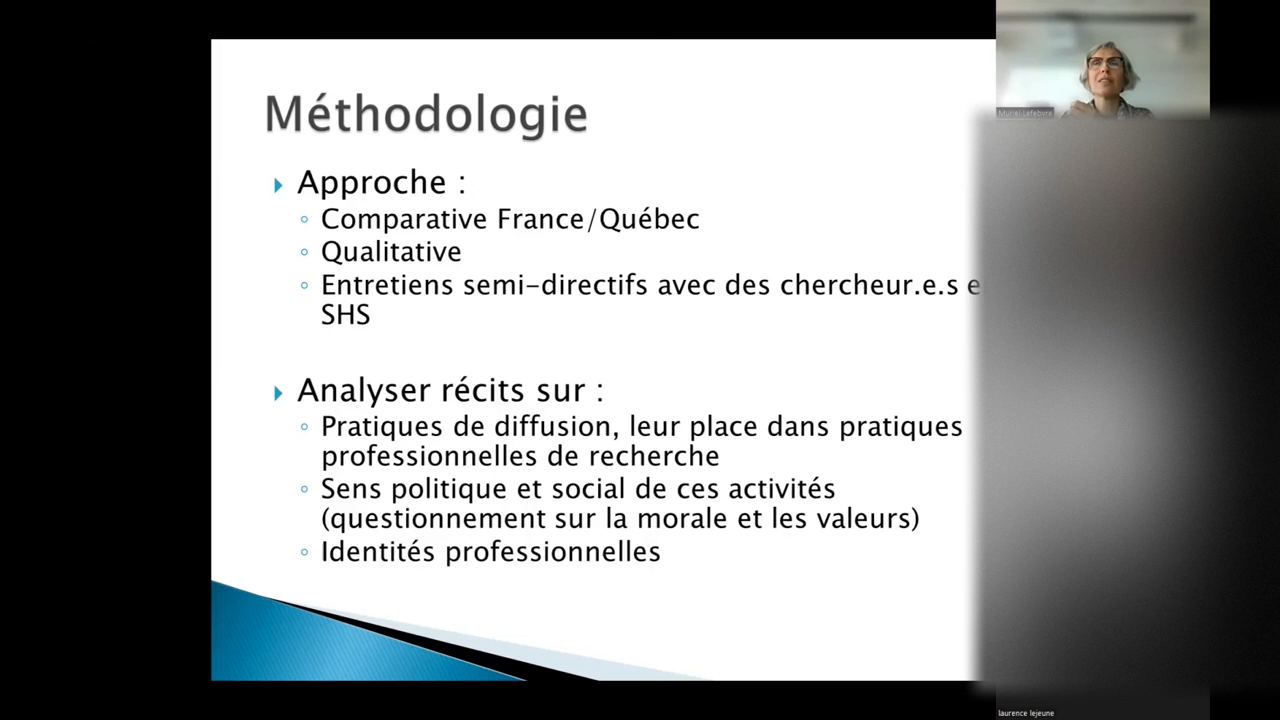 Méthodologie
Approche :
Comparative France/Québec
Qualitative
Entretiens semi-directifs avec des chercheur.e.s
SHS
Analyser récits sur :
Pratiques de diffusion, leur place dans pratiques
professionnelles de recherche
Sens politique et social de ces activités
(questionnement sur la morale et les valeurs)
Identités professionnelles
Muriel Lefebvre
laurence lejeune